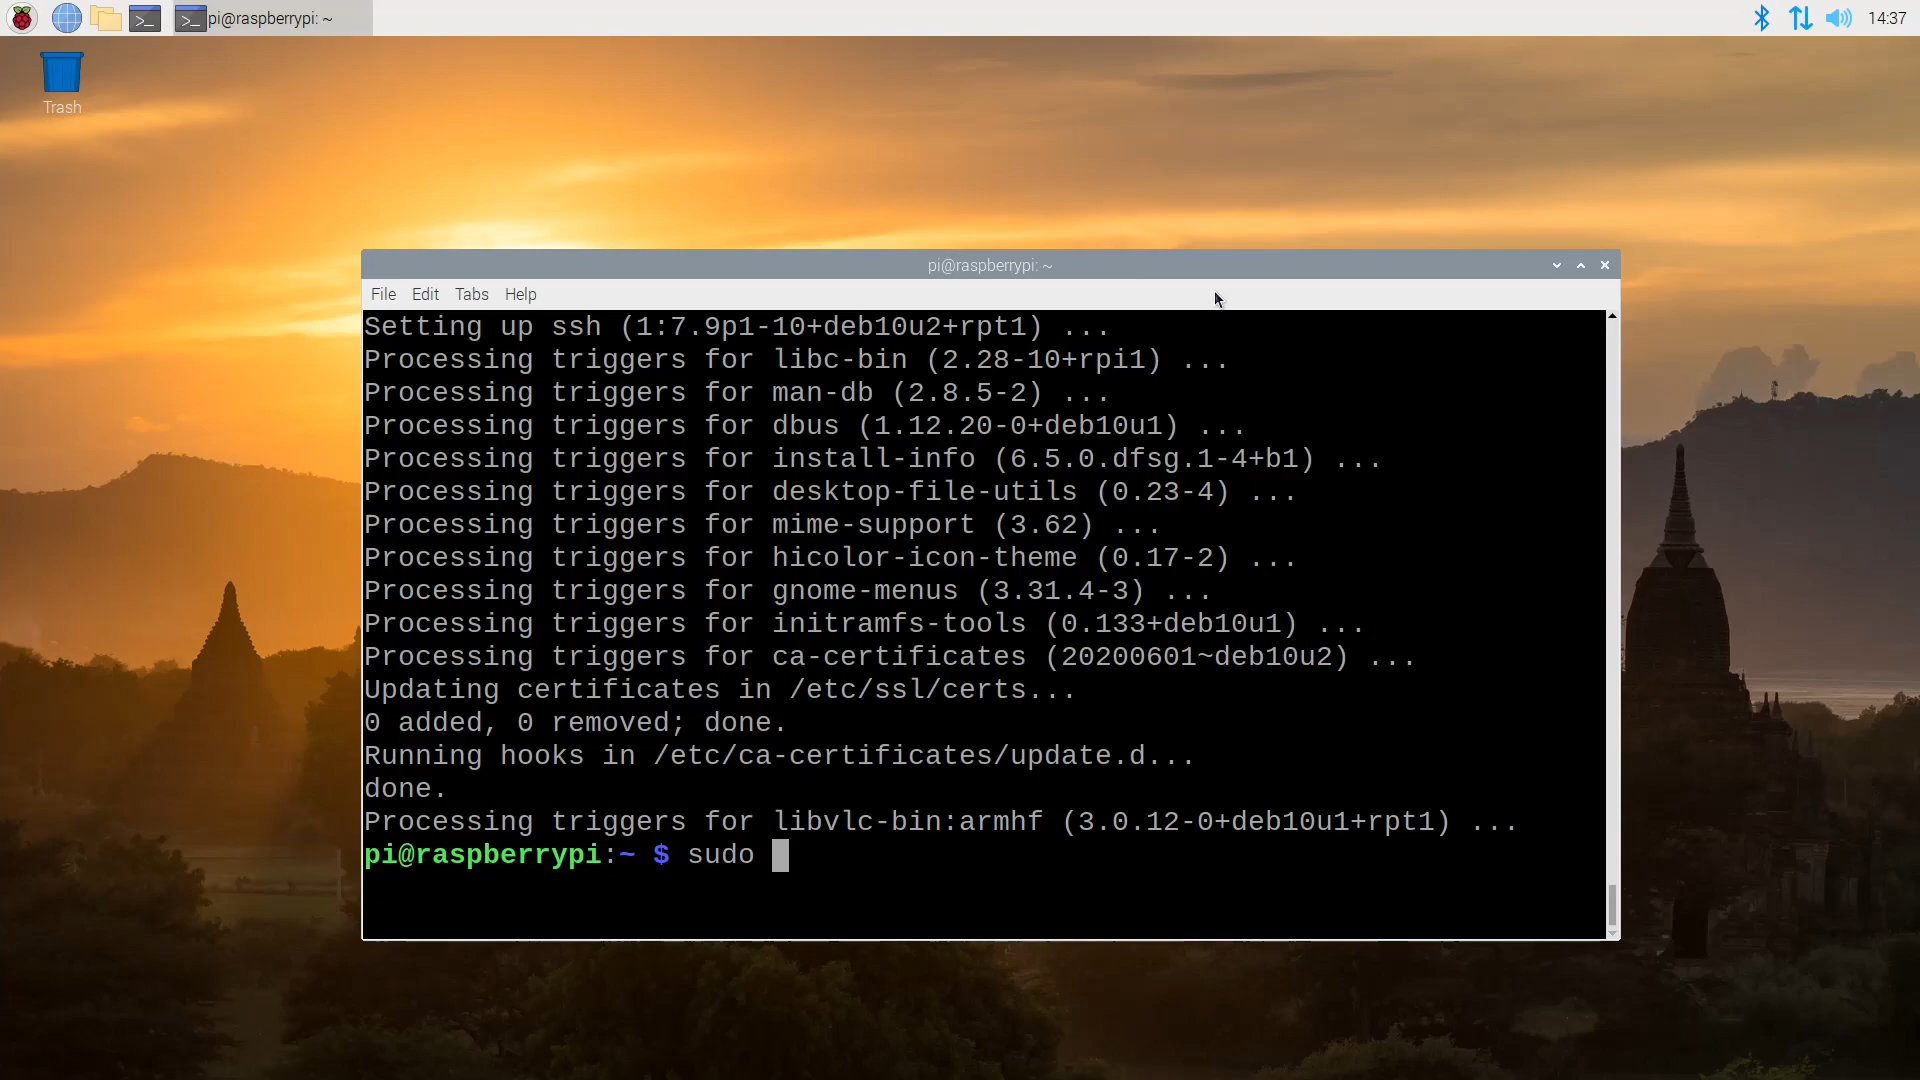 pi@raspberrypi: ~
14:37
Trash
pi@raspberrypi: ~
File Edit Tabs Help
Setting up ssh (1:7.9p1-10+deb10u2+rpt1) ...
Processing triggers for libc-bin (2.28-10+rpi1) ...
Processing triggers for man-db (2.8.5-2) ...
Processing triggers for dbus (1.12.20-0+deb10u1) ...
Processing triggers for install-info (6.5.0.dfsg.1-4+b1) ...
Processing triggers for desktop-file-utils (0.23-4) ...
Processing triggers for mime-support (3.62) ...
Processing triggers for hicolor-icon-theme (0.17-2) ...
Processing triggers for gnome-menus (3.31.4-3) ...
Processing triggers for initramfs-tools (0.133+deb10u1) ...
Processing triggers for ca-certificates (20200601~deb10u2) ...
Updating certificates in /etc/ssl/certs...
0 added, 0 removed; done.
Running hooks in /etc/ca-certificates/update.d...
done.
Processing triggers for libvlc-bin:armhf (3.0.12-0+deb10u1+rpt1) ...
pi@raspberrypi:~ $ sudo